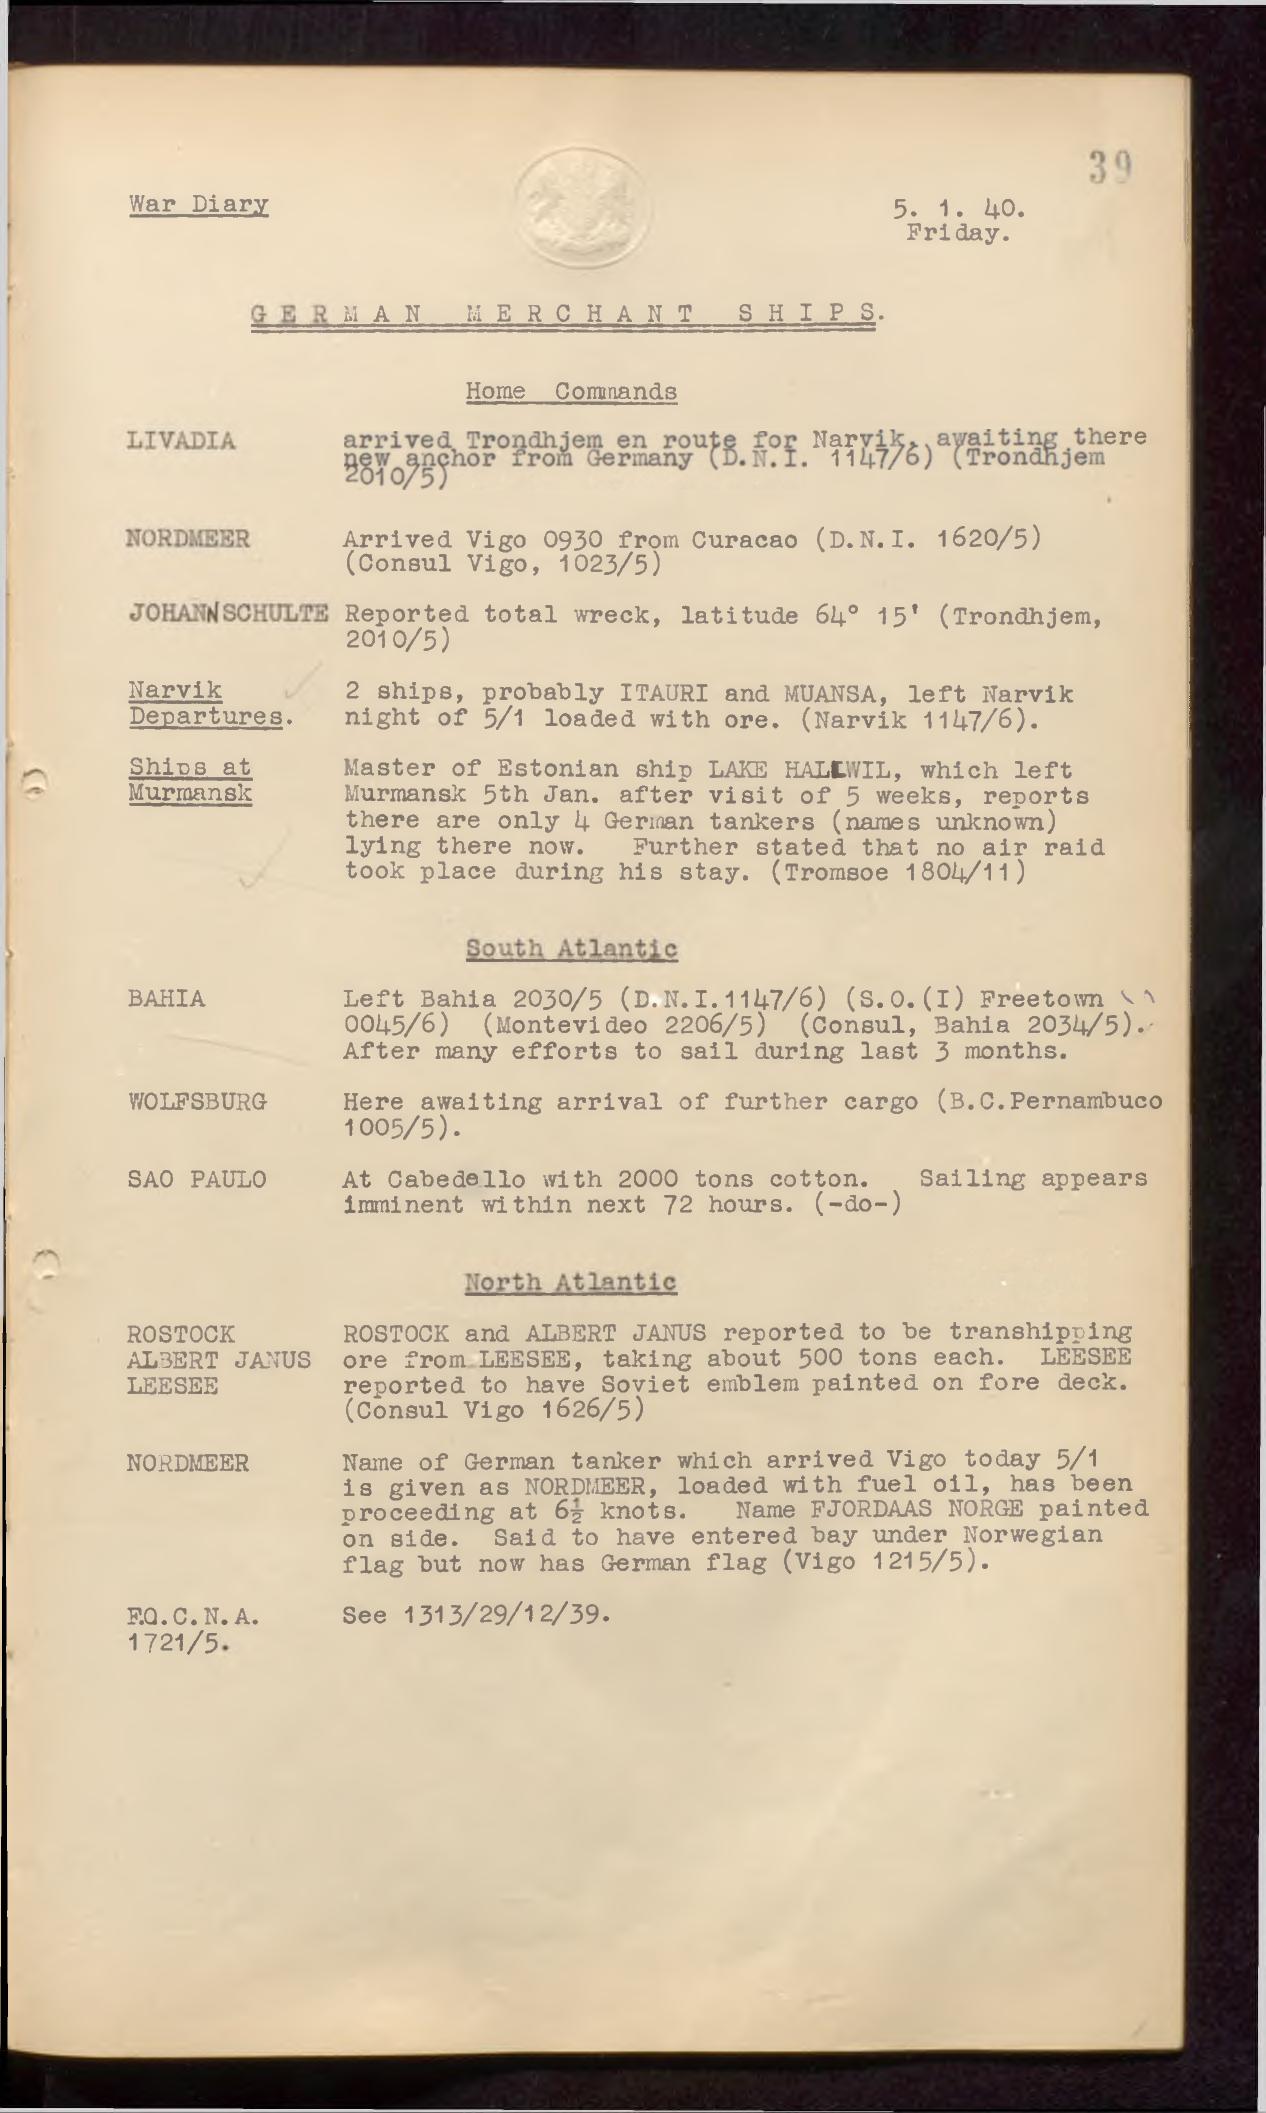 39
War Diary
5. 1. 40.
Friday.
GERMAN MERCHANT SHIPS.
Home Commands
LIVADIA arrived Trondhjem en route for Narvik, awaiting there
new anchor from Germany (D.N.I. 1147/6) (Trondhjem
2010/5)
NORDMEER Arrived Vigo 0930 from Curacao (D.N.I. 1620/5)
(Consul Vigo, 1023/5)
JOHANN SCHULTE Reported total wreck, latitude 64° 15' (Trondhjem,
2010/5)
Narvik 2 ships, probably ITAURI and MUANSA, left Narvik
Departures. night of 5/1 loaded with ore. (Narvik 1147/6).
Ships at Master of Estonian ship LAKE HALLWIL, which left
Murmansk Murmansk 5th Jan. after visit of 5 weeks, reports
there are only 4 German tankers (names unknown)
lying there now. Further stated that no air raid
took place during his stay. (Tromsoe 1804/11)
South Atlantic
BAHIA Left Bahia 2030/5 (D.N.I.1147/6) (S.O.(I) Freetown
0045/6) (Montevideo 2206/5) (Consul, Bahia 2034/5).
After many efforts to sail during last 3 months.
WOLFSBURG Here awaiting arrival of further cargo (B.C.Pernambuco
1005/5).
SAO PAULO At Cabedello with 2000 tons cotton. Sailing appears
imminent within next 72 hours. (-do-)
North Atlantic
ROSTOCK ROSTOCK and ALBERT JANUS reported to be transhipping
ALBERT JANUS ore from LEESEE, taking about 500 tons each. LEESEE
LEESEE reported to have Soviet emblem painted on fore deck.
(Consul Vigo 1626/5)
NORDMEER Name of German tanker which arrived Vigo today 5/1
is given as NORDMEER, loaded with fuel oil, has been
proceeding at 6½ knots. Name FJORDAAS NORGE painted
on side. Said to have entered bay under Norwegian
flag but now has German flag (Vigo 1215/5).
F.O.C.N.A. See 1313/29/12/39.
1721/5.